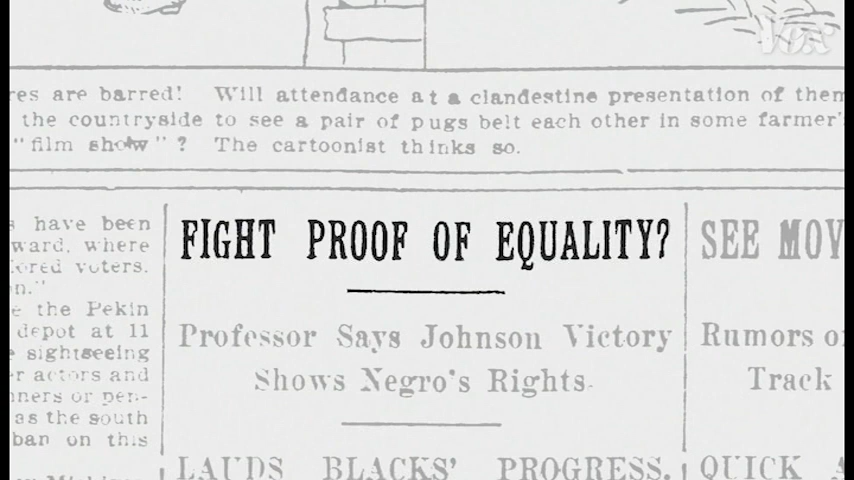 Vox
res are barred! Will attendance at a clandestine presentation of them
the countryside to see a pair of pugs belt each other in some farmer'
"film show"? The cartoonist thinks so.
have been
ward, where
ored voters.
n."
e the Pekin
depot at 11
e sightseeing
r actors and
nners or pen-
as the south
ban on this
FIGHT PROOF OF EQUALITY?
Professor Says Johnson Victory
Shows Negro's Rights.
LAUDS BLACKS' PROGRESS.
SEE MOV
Rumors o
Track
QUICK A